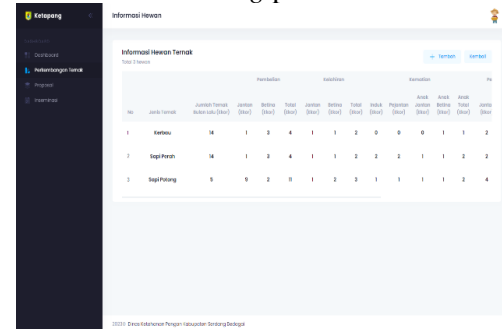 Ketapang
Informasi Hewan
Dashboard
Perkembangan Ternak
Proposal
Inseminasi
Informasi Hewan Ternak
Total 3 hewan
+ Tambah Kembali
Pembelian Kelahiran Kematian
No Jenis Ternak Jumlah Ternak Bulan Lalu (Ekor) Jantan (Ekor) Betina (Ekor) Total (Ekor) Jantan (Ekor) Betina (Ekor) Total (Ekor) Induk (Ekor) Pejantan (Ekor) Anak Jantan (Ekor) Anak Betina (Ekor) Anak Total (Ekor)
1 Kerbau 14 1 3 4 1 1 2 0 0 0 1 1 2
Sapi Perah 14 1 3 4 1 1 2 2 2 1 1 2 2
Sapi Potong 5 9 2 11 1 2 3 1 1 1 1 2 4
Dinas Ketahanan Pangan Kabupaten Serdang Bedagai